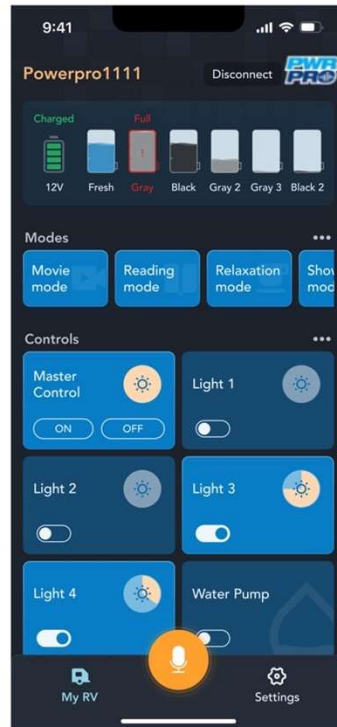 9:41
Powerpro1111
Disconnect
PWR
PRO
Charged
Full
!
12V Fresh Gray Black Gray 2 Gray 3 Black 2
Modes
Movie
mode
Reading
mode
Relaxation
mode
Show
mod
Controls
Master
Control
ON OFF
Light 1
Light 2
Light 3
Light 4
Water Pump
My RV
Settings